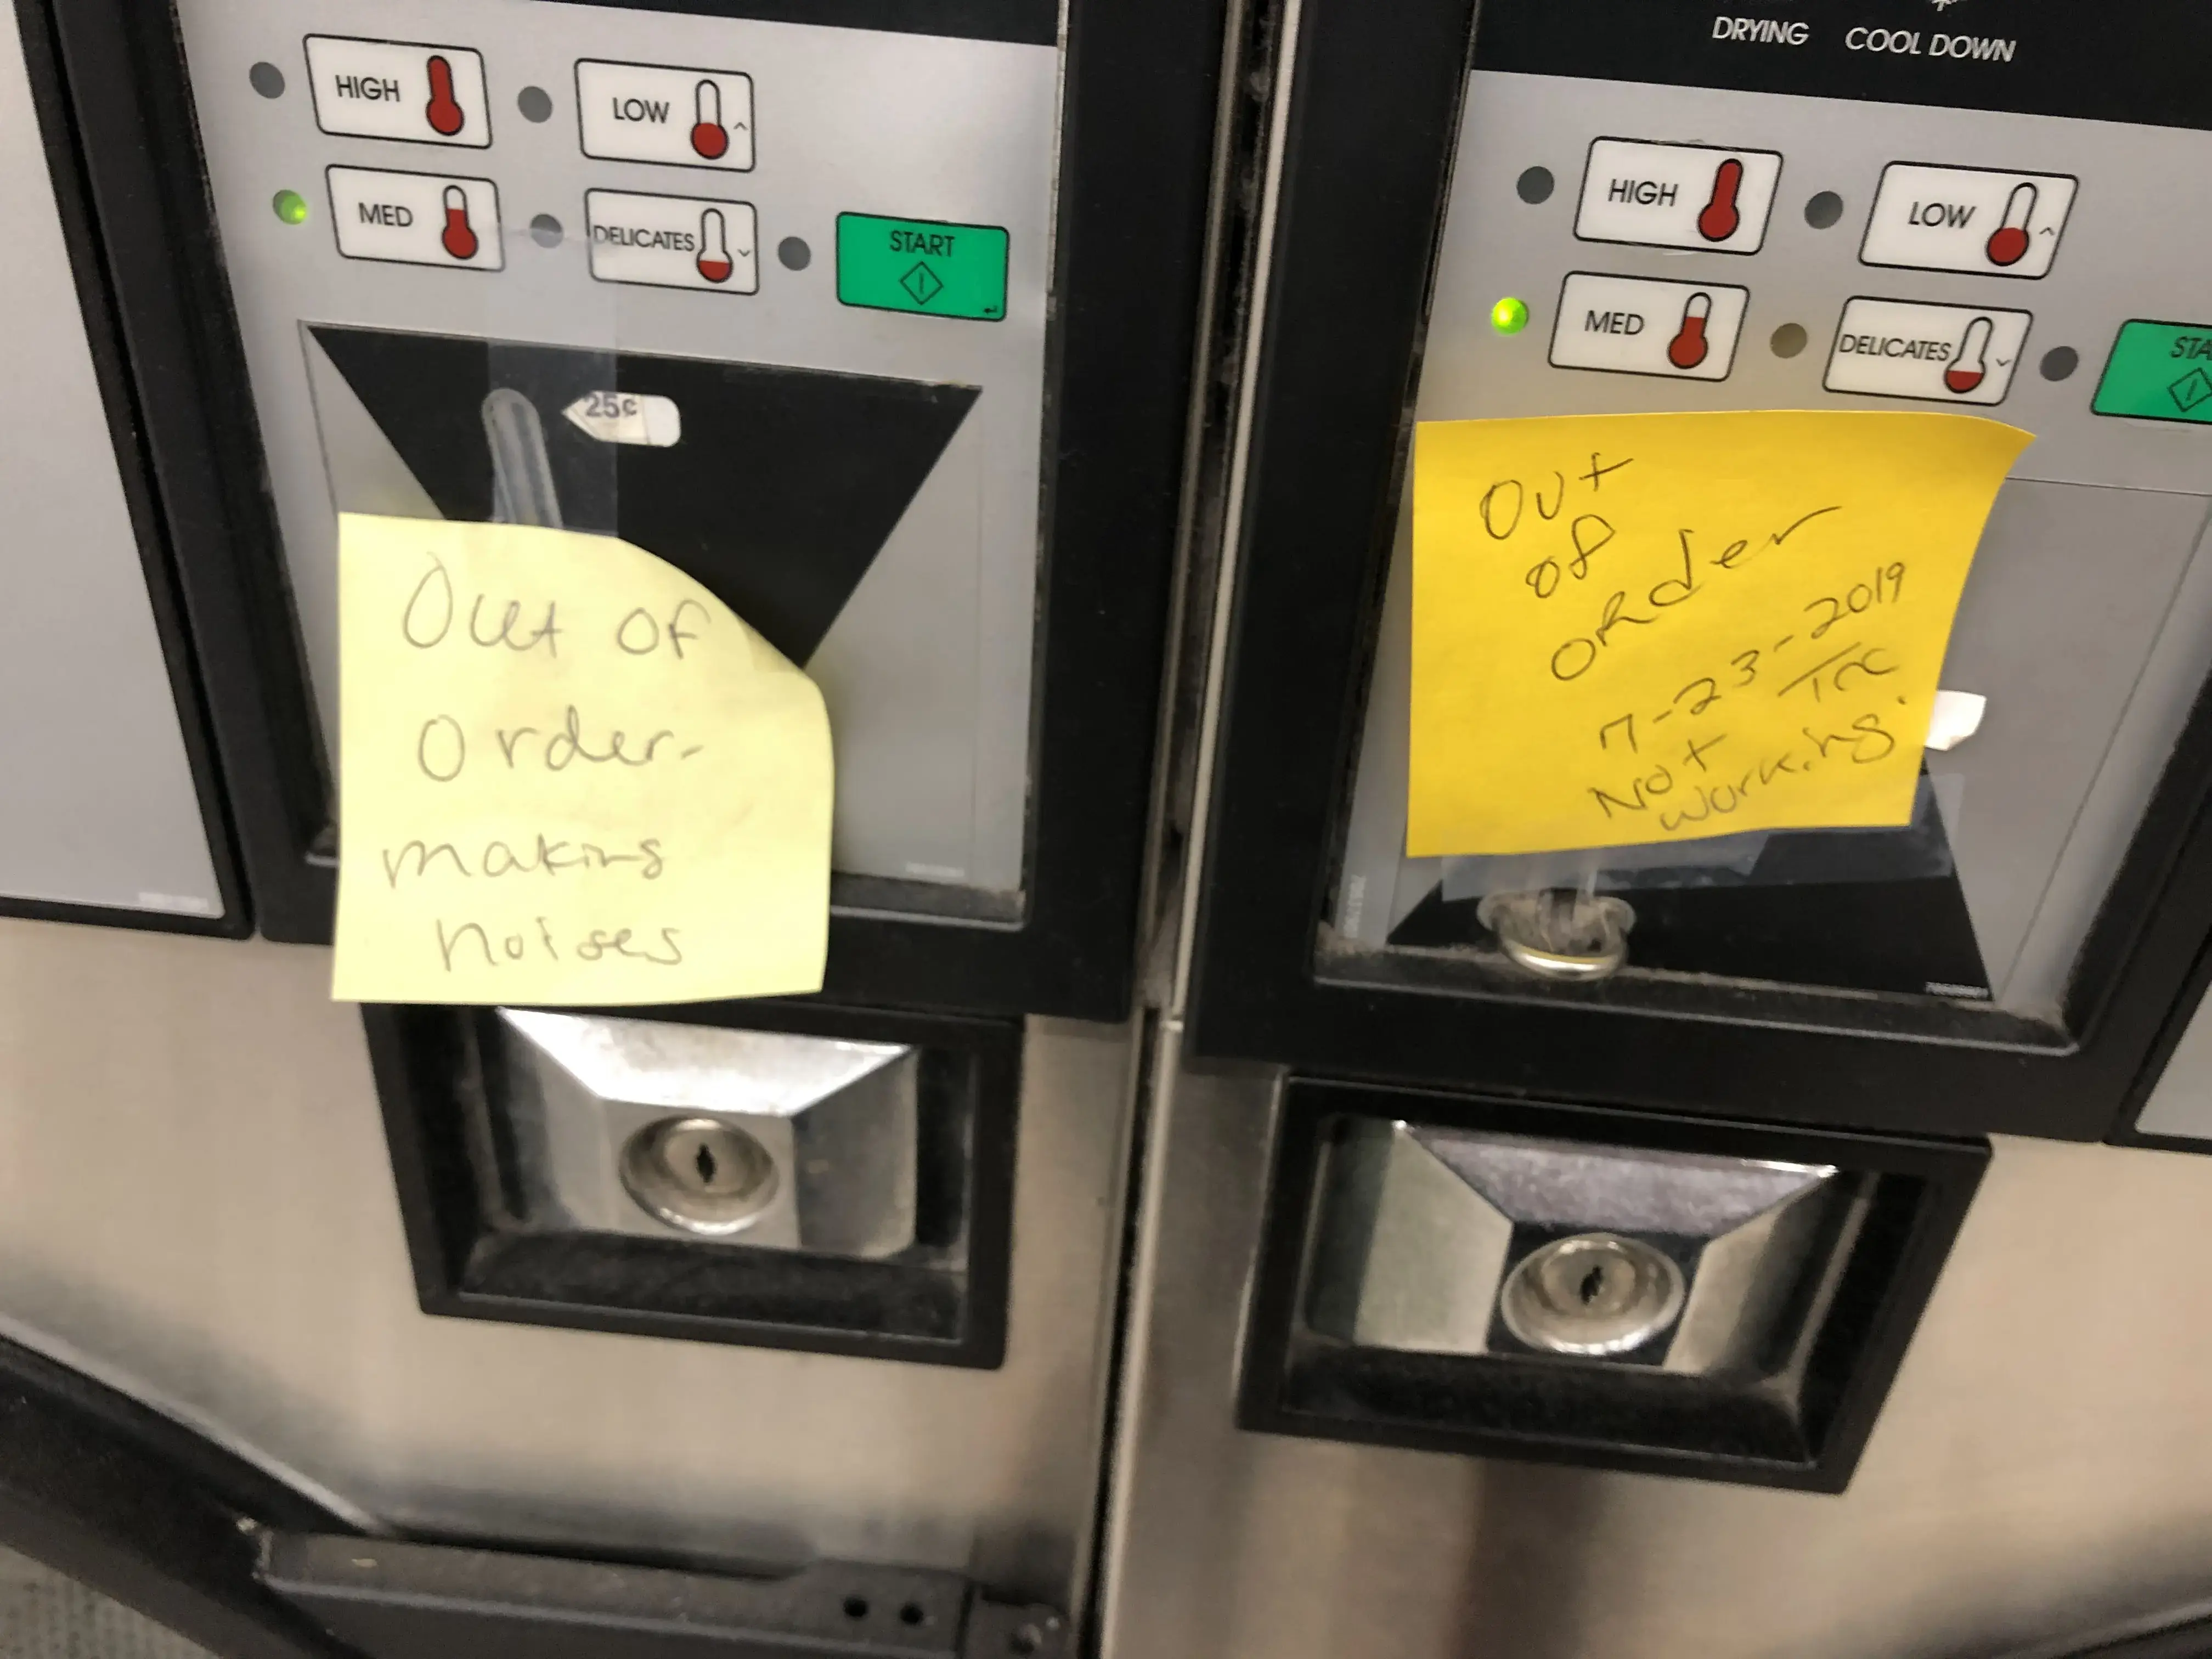 HIGH
LOW
MED
DELICATES
START
25¢
Out of
Order-
making
noises
DRYING
COOL DOWN
HIGH
LOW
MED
DELICATES
STA
Out
of
order
7-23-2019
Not
working.